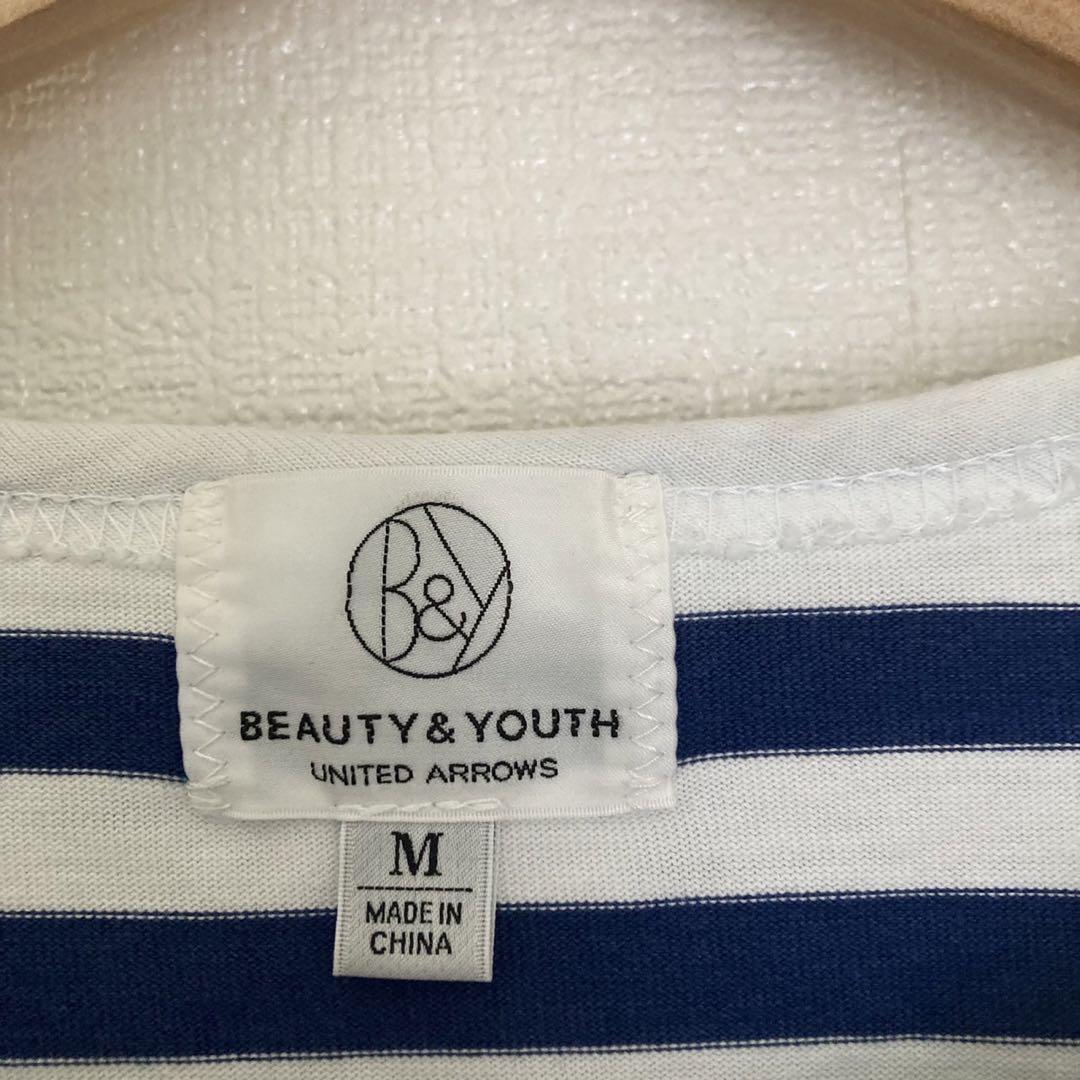 B&Y
BEAUTY & YOUTH
UNITED ARROWS
M
MADE IN
CHINA